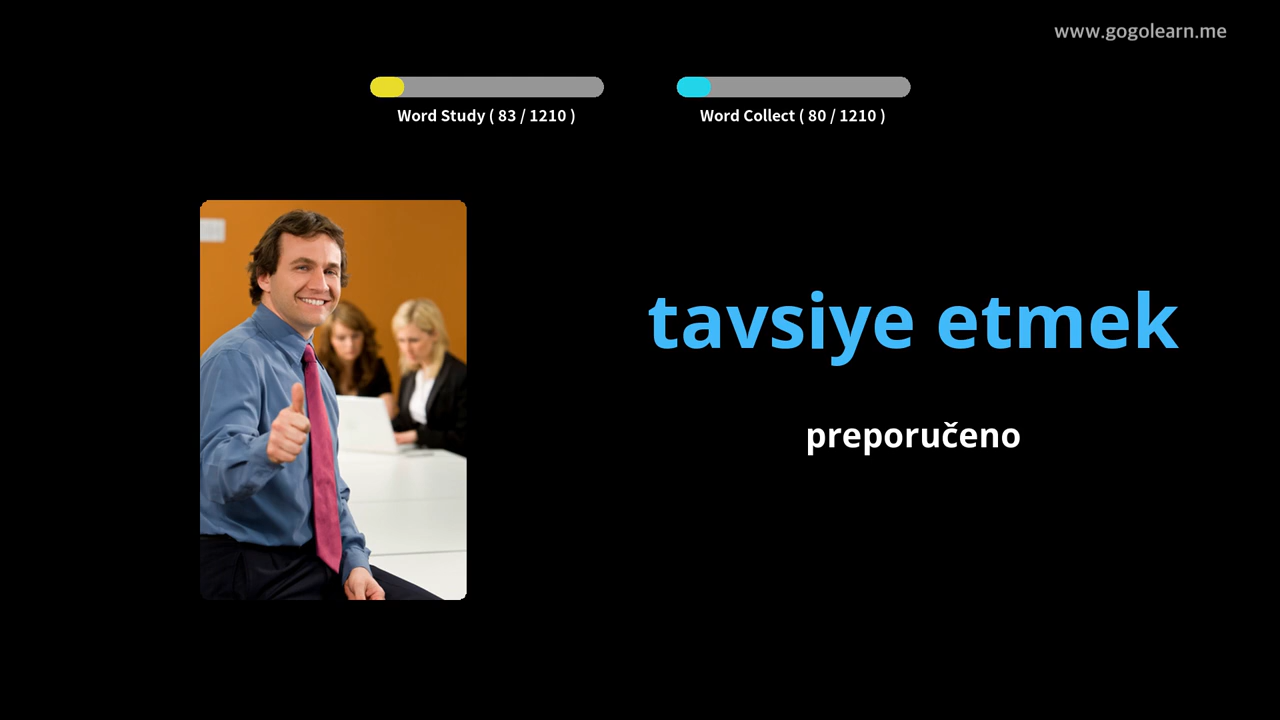 www.gogolearn.me
Word Study ( 83 / 1210 )
Word Collect ( 80 / 1210 )
tavsiye etmek
preporučeno